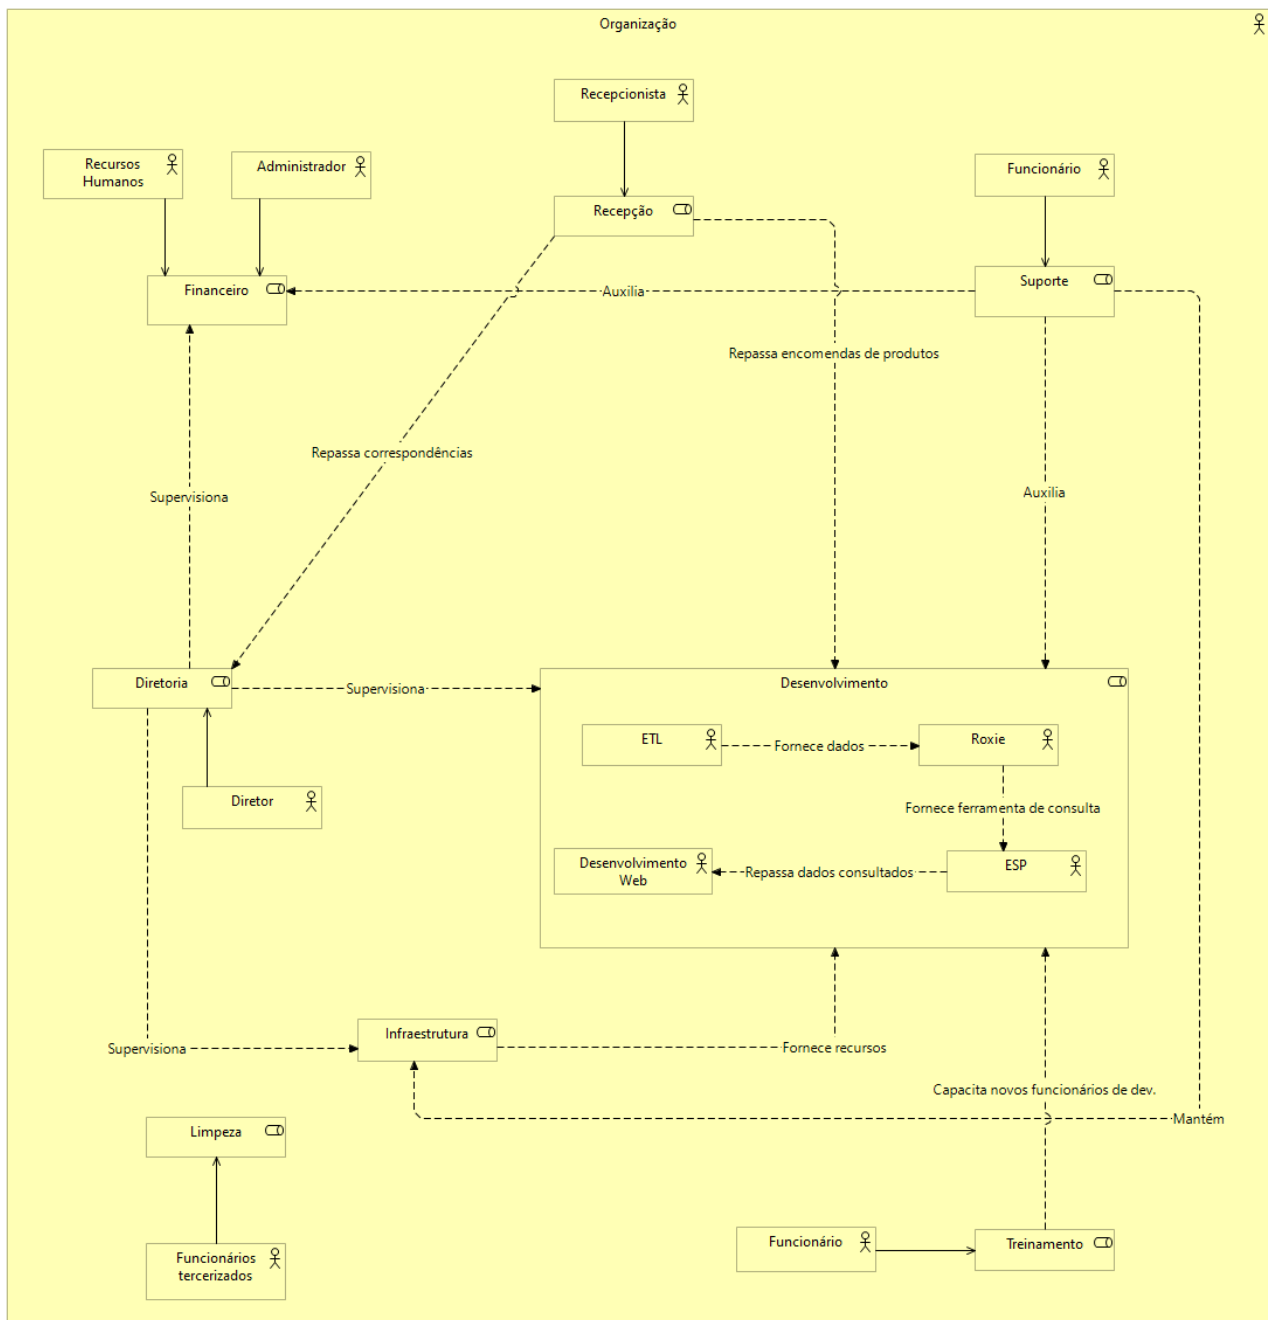 Organização
Recepcionista
Recursos
Humanos
Administrador
Funcionário
Recepção
Financeiro
Suporte
Auxilia
Repassa encomendas de produtos
Repassa correspondências
Supervisiona
Auxilia
Diretoria
Supervisiona
Desenvolvimento
ETL
Fornece dados
Roxie
Diretor
Fornece ferramenta de consulta
Desenvolvimento
Web
Repassa dados consultados
ESP
Infraestrutura
Supervisiona
Fornece recursos
Capacita novos funcionários de dev.
Mantém
Limpeza
Funcionário
Treinamento
Funcionários
tercerizados